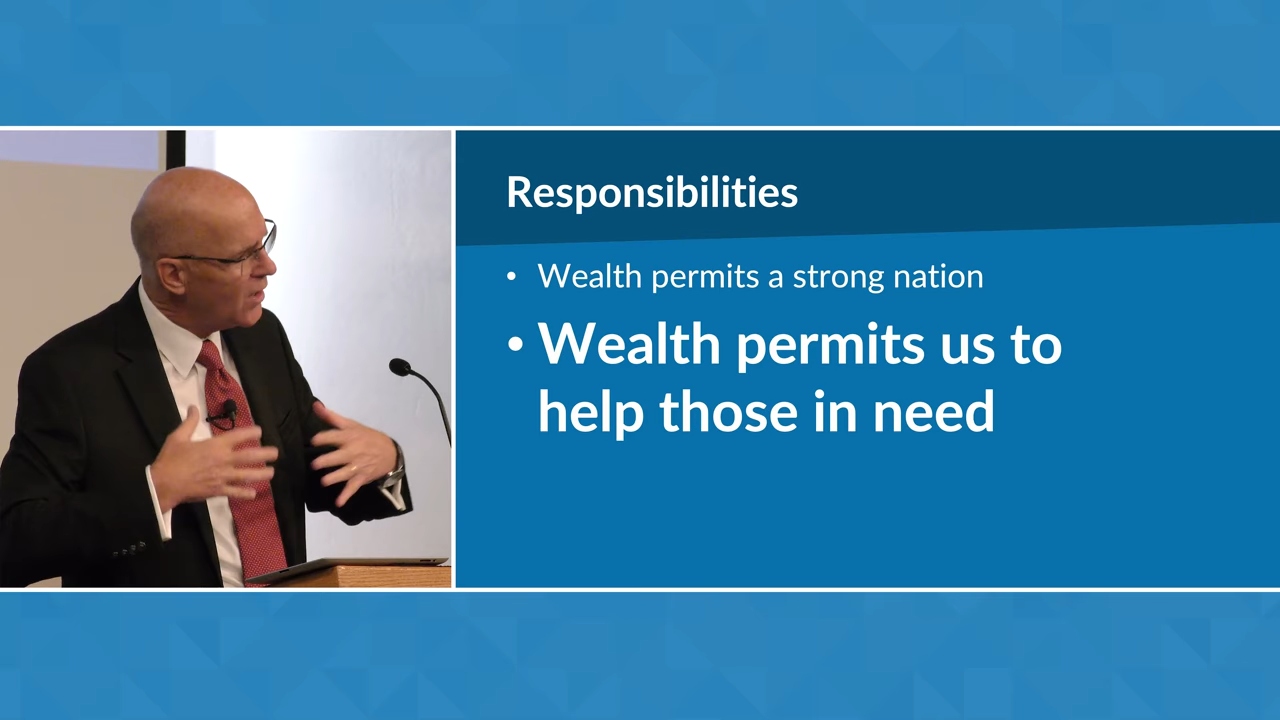 Responsibilities
• Wealth permits a strong nation
• Wealth permits us to
help those in need